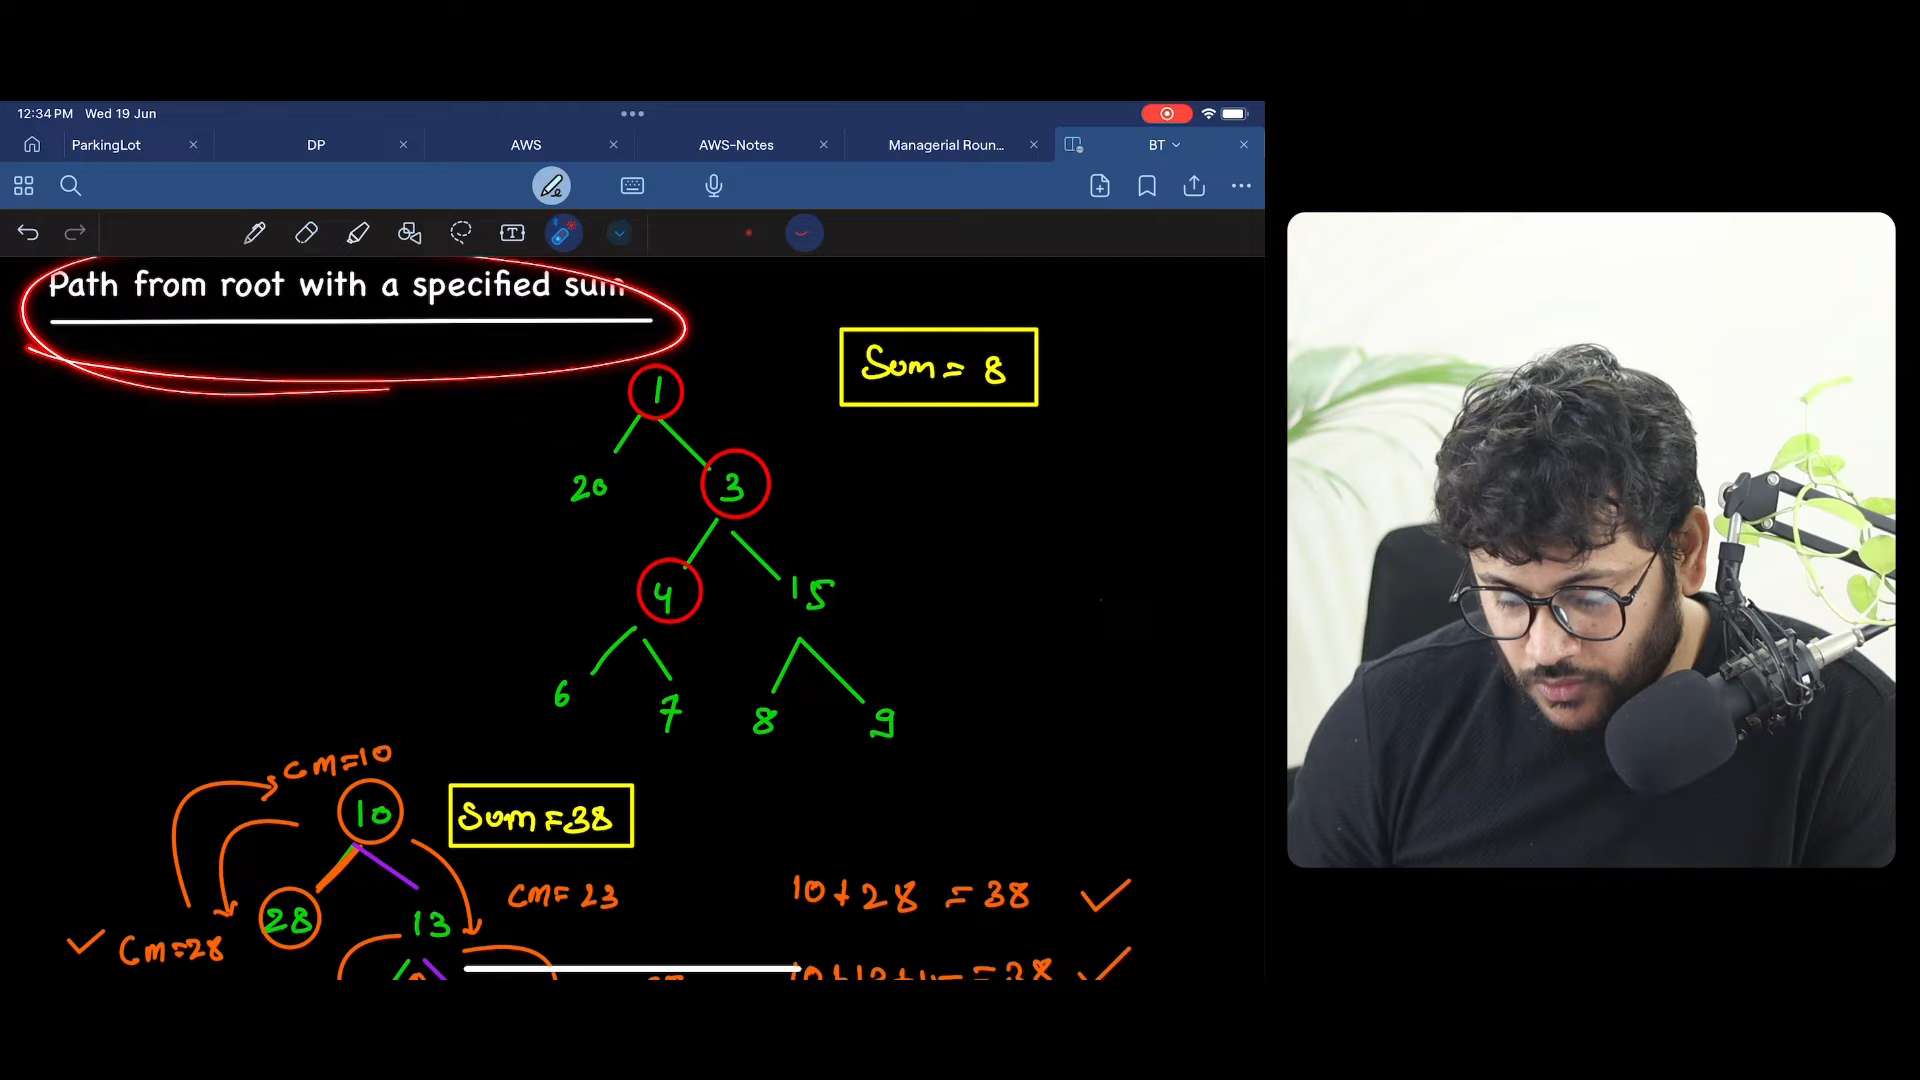 12:34 PM Wed 19 Jun
ParkingLot
DP
AWS
AWS-Notes
Managerial Roun...
BT
Path from root with a specified sum
Sum = 8
1
20 3
4 15
6 7 8 9
cm=10
10
Sum=38
28 13
cm= 23
10+28 = 38
cm=28